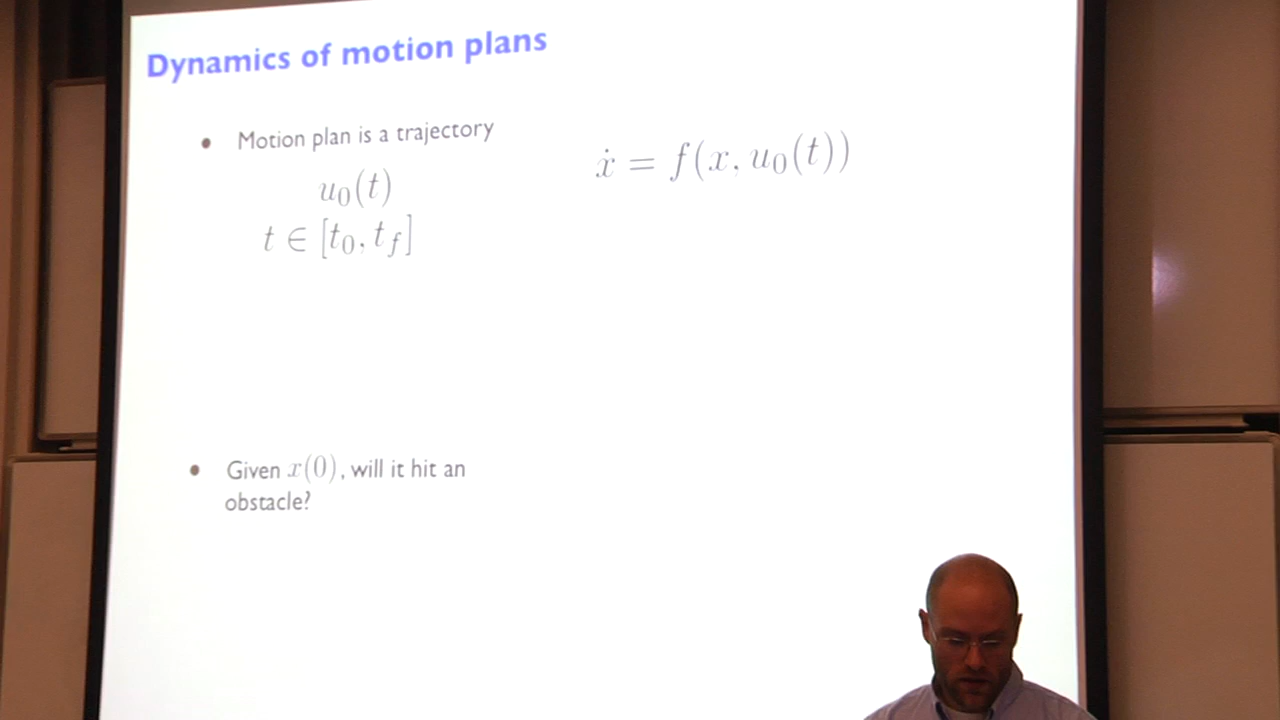 Dynamics of motion plans
• Motion plan is a trajectory
u₀(t)
t ∈ [t₀, t_f]
ẋ = f(x, u₀(t))
• Given x(0), will it hit an
obstacle?